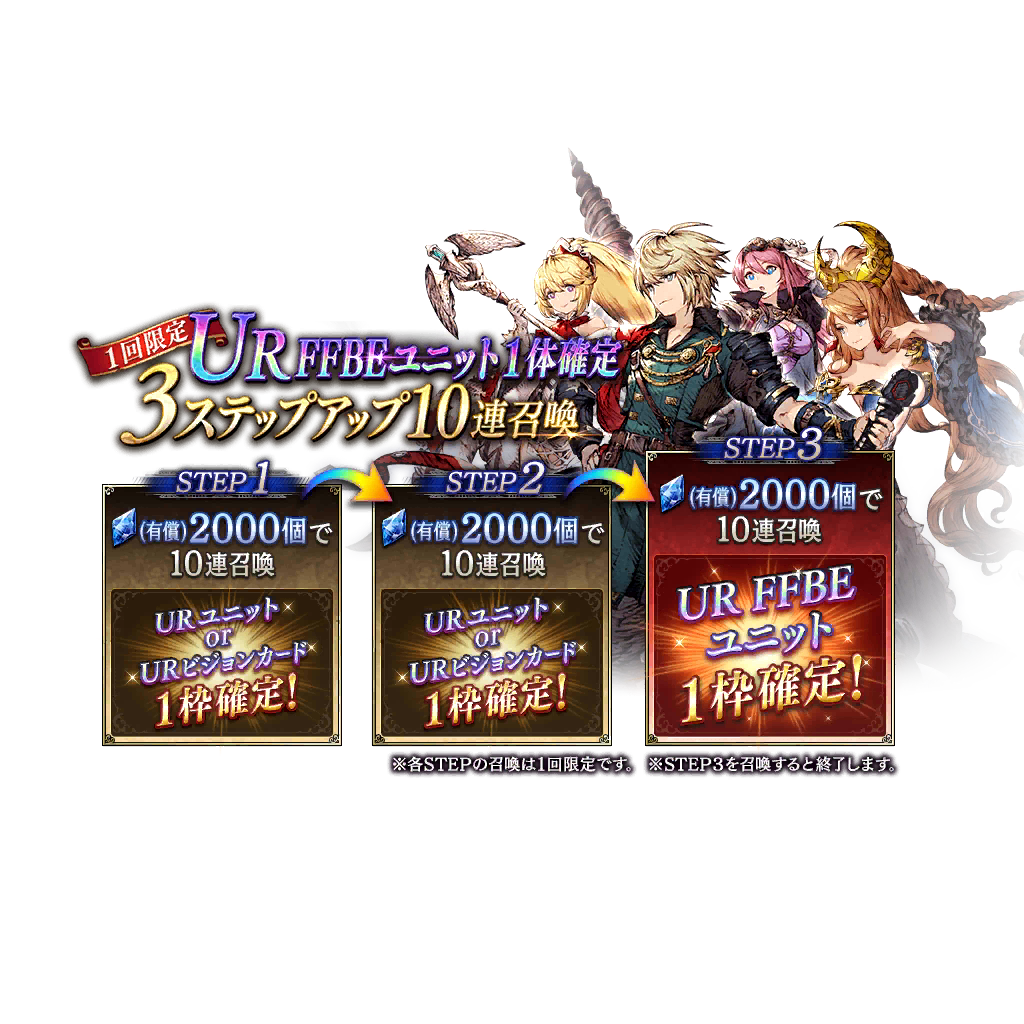 1回限定
UR FFBEユニット1体確定
3ステップアップ10連召喚
STEP 1
(有償)2000個で
10連召喚
URユニット
or
URビジョンカード
1枠確定!
STEP 2
(有償)2000個で
10連召喚
URユニット
or
URビジョンカード
1枠確定!
STEP 3
(有償)2000個で
10連召喚
UR FFBE
ユニット
1枠確定!
※各STEPの召喚は1回限定です。
※STEP3を召喚すると終了します。